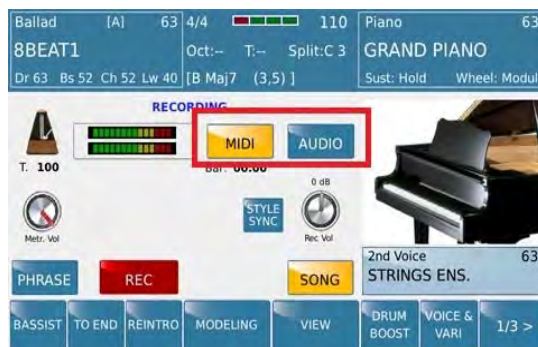 Ballad [A] 63 4/4 110 Piano 63
8BEAT1 Oct:-- T:-- Split:C 3 GRAND PIANO
Dr 63 Bs 52 Ch 52 Lw 40 [B Maj7 (3,5) ] Sust: Hold Wheel: Modul
RECORDING
MIDI AUDIO
T. 100 Bar: 00:00
0 dB
STYLE
SYNC
Metr. Vol Rec Vol
2nd Voice 63
PHRASE REC SONG STRINGS ENS.
BASSIST TO END REINTRO MODELING VIEW DRUM BOOST VOICE & VARI 1/3 >